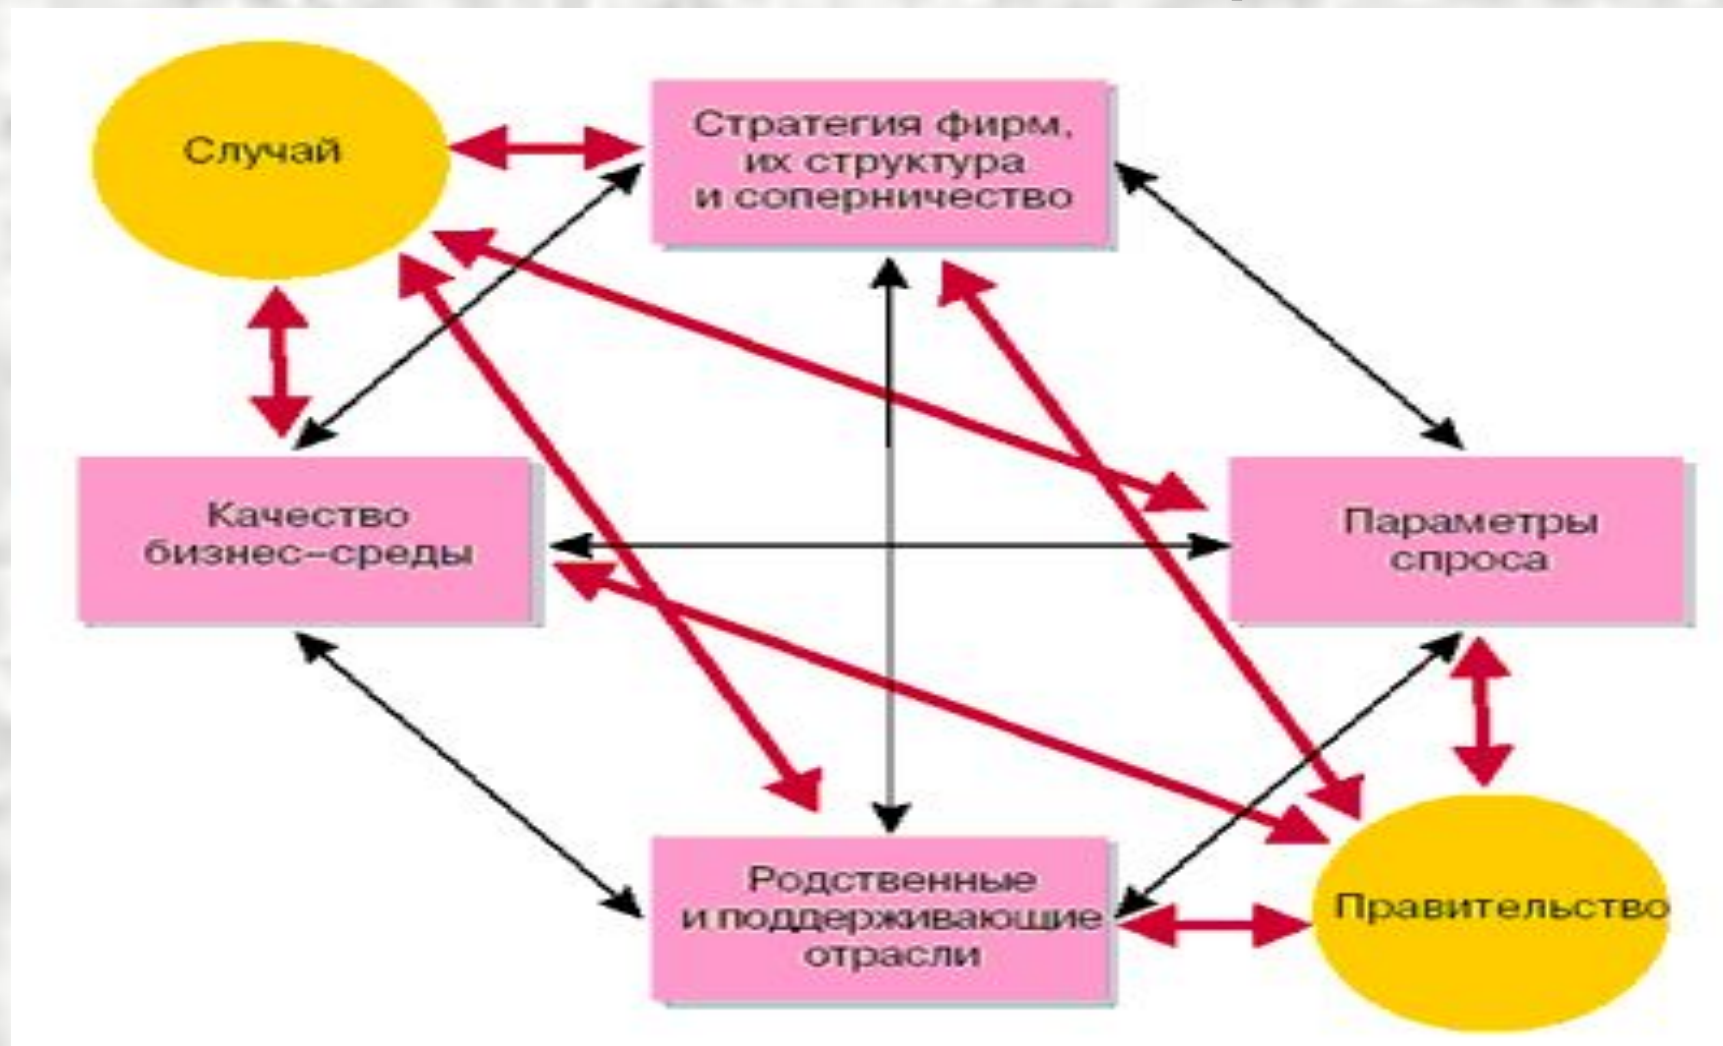 Случай
Стратегия фирм,
их структура
и соперничество
Качество
бизнес-среды
Параметры
спроса
Родственные
и поддерживающие
отрасли
Правительство